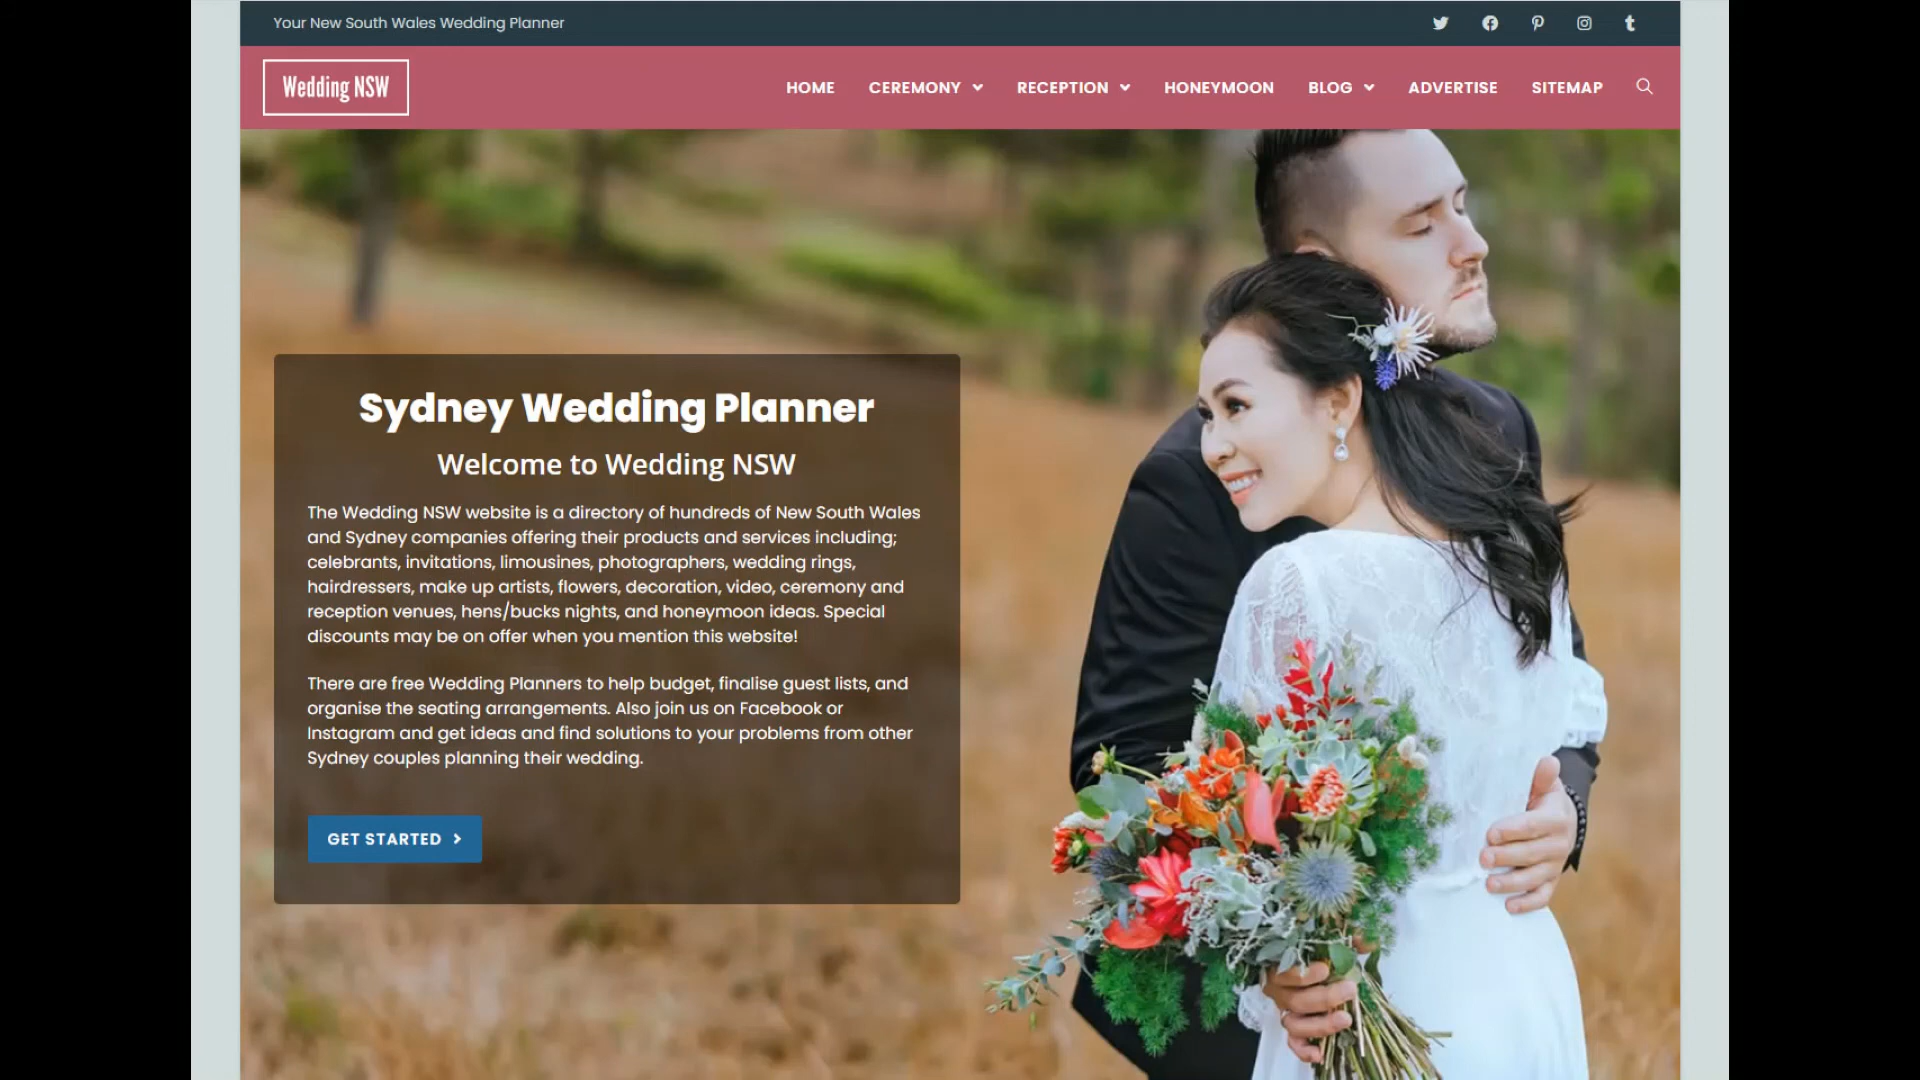 Your New South Wales Wedding Planner
Wedding NSW
HOME CEREMONY RECEPTION HONEYMOON BLOG ADVERTISE SITEMAP
Sydney Wedding Planner
Welcome to Wedding NSW
The Wedding NSW website is a directory of hundreds of New South Wales
and Sydney companies offering their products and services including;
celebrants, invitations, limousines, photographers, wedding rings,
hairdressers, make up artists, flowers, decoration, video, ceremony and
reception venues, hens/bucks nights, and honeymoon ideas. Special
discounts may be on offer when you mention this website!
There are free Wedding Planners to help budget, finalise guest lists, and
organise the seating arrangements. Also join us on Facebook or
Instagram and get ideas and find solutions to your problems from other
Sydney couples planning their wedding.
GET STARTED